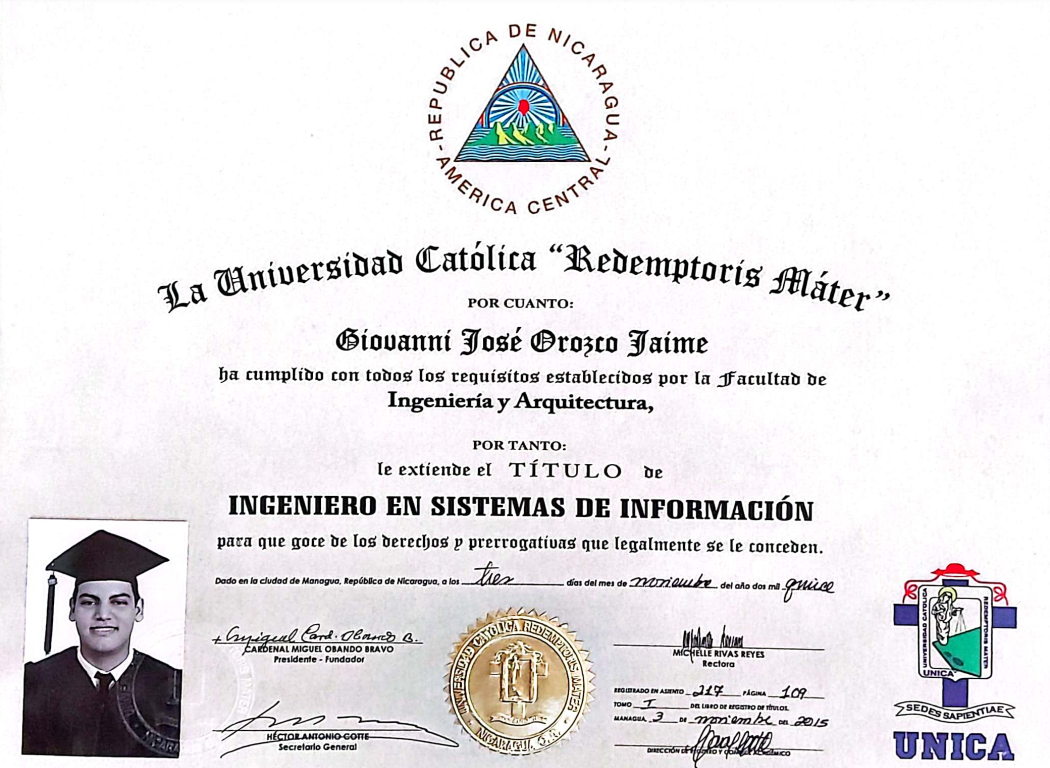 REPUBLICA DE NICARAGUA
- AMERICA CENTRAL -
La Universidad Católica "Redemptoris Máter"
POR CUANTO:
Giovanni José Orozco Jaime
ha cumplido con todos los requisitos establecidos por la Facultad de
Ingeniería y Arquitectura,
POR TANTO:
le extiende el TÍTULO de
INGENIERO EN SISTEMAS DE INFORMACIÓN
para que goce de los derechos y prerrogativas que legalmente se le conceden.
Dado en la ciudad de Managua, República de Nicaragua, a los tres días del mes de noviembre del año dos mil quince
+ Miguel Card. Obando B.
CARDENAL MIGUEL OBANDO BRAVO
Presidente - Fundador
HÉCTOR ANTONIO COTTE
Secretario General
UNIVERSIDAD CATOLICA REDEMPTORIS MATER
NICARAGUA, C. A.
MICHELLE RIVAS REYES
Rectora
REGISTRADO EN ASIENTO 217 PÁGINA 109
TOMO I DEL LIBRO DE REGISTRO DE TÍTULOS.
MANAGUA, 3 DE noviembre DEL 2015
DIRECCIÓN DE REGISTRO Y CONTROL ACADÉMICO
UNIVERSIDAD CATOLICA
REDEMPTORIS MATER
UNICA
SEDES SAPIENTIAE
UNICA